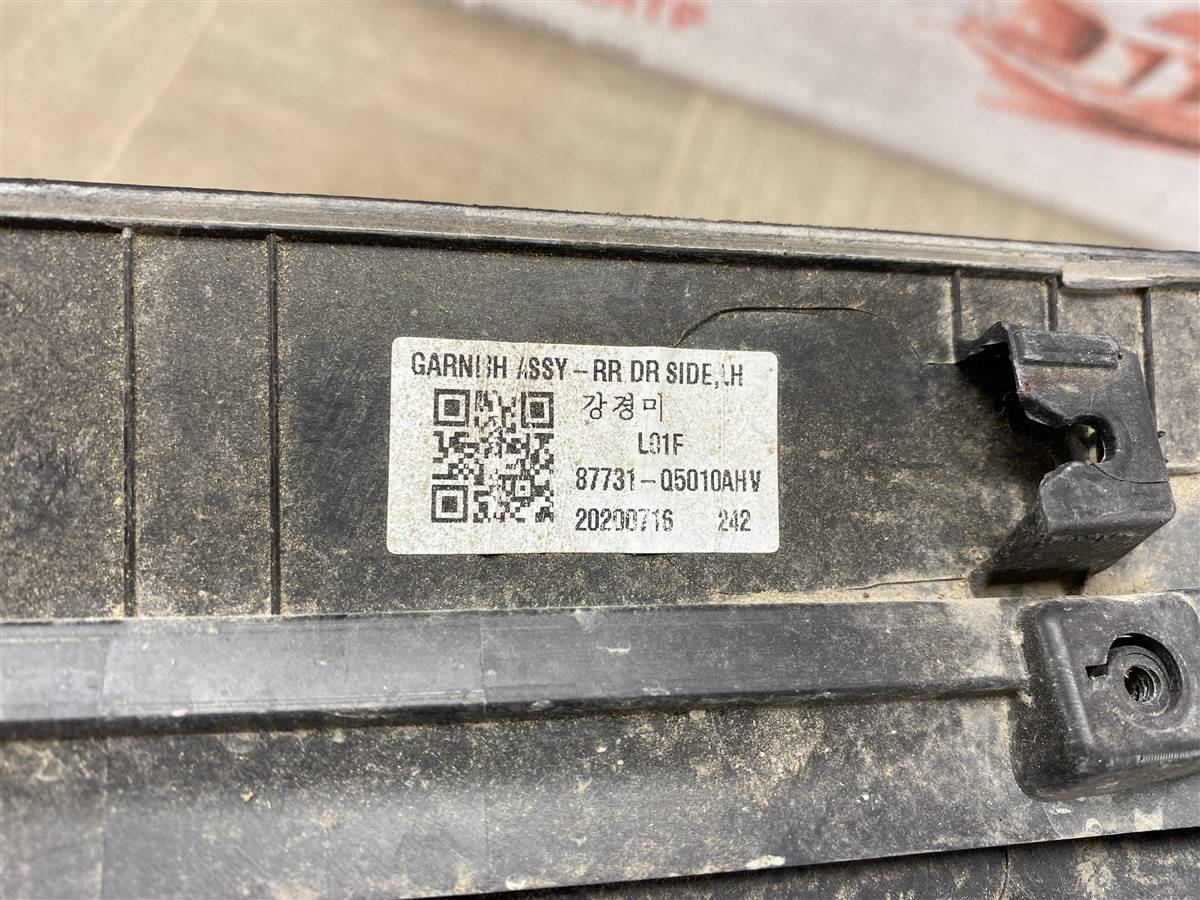 GARNISH ASSY-RR DR SIDE,LH
강경미
L01F
87731-Q5010AHV
20200716 242